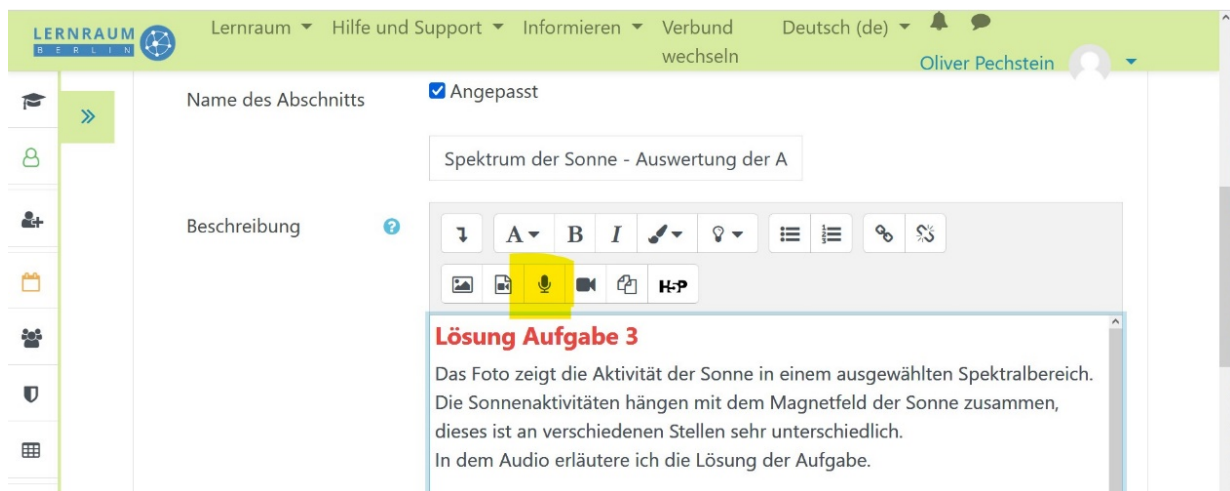 LERNRAUM
BERLIN
Lernraum
Hilfe und Support
Informieren
Verbund
wechseln
Deutsch (de)
Oliver Pechstein
Name des Abschnitts
Angepasst
Spektrum der Sonne - Auswertung der A
Beschreibung
A B I
H-P
Lösung Aufgabe 3
Das Foto zeigt die Aktivität der Sonne in einem ausgewählten Spektralbereich.
Die Sonnenaktivitäten hängen mit dem Magnetfeld der Sonne zusammen,
dieses ist an verschiedenen Stellen sehr unterschiedlich.
In dem Audio erläutere ich die Lösung der Aufgabe.